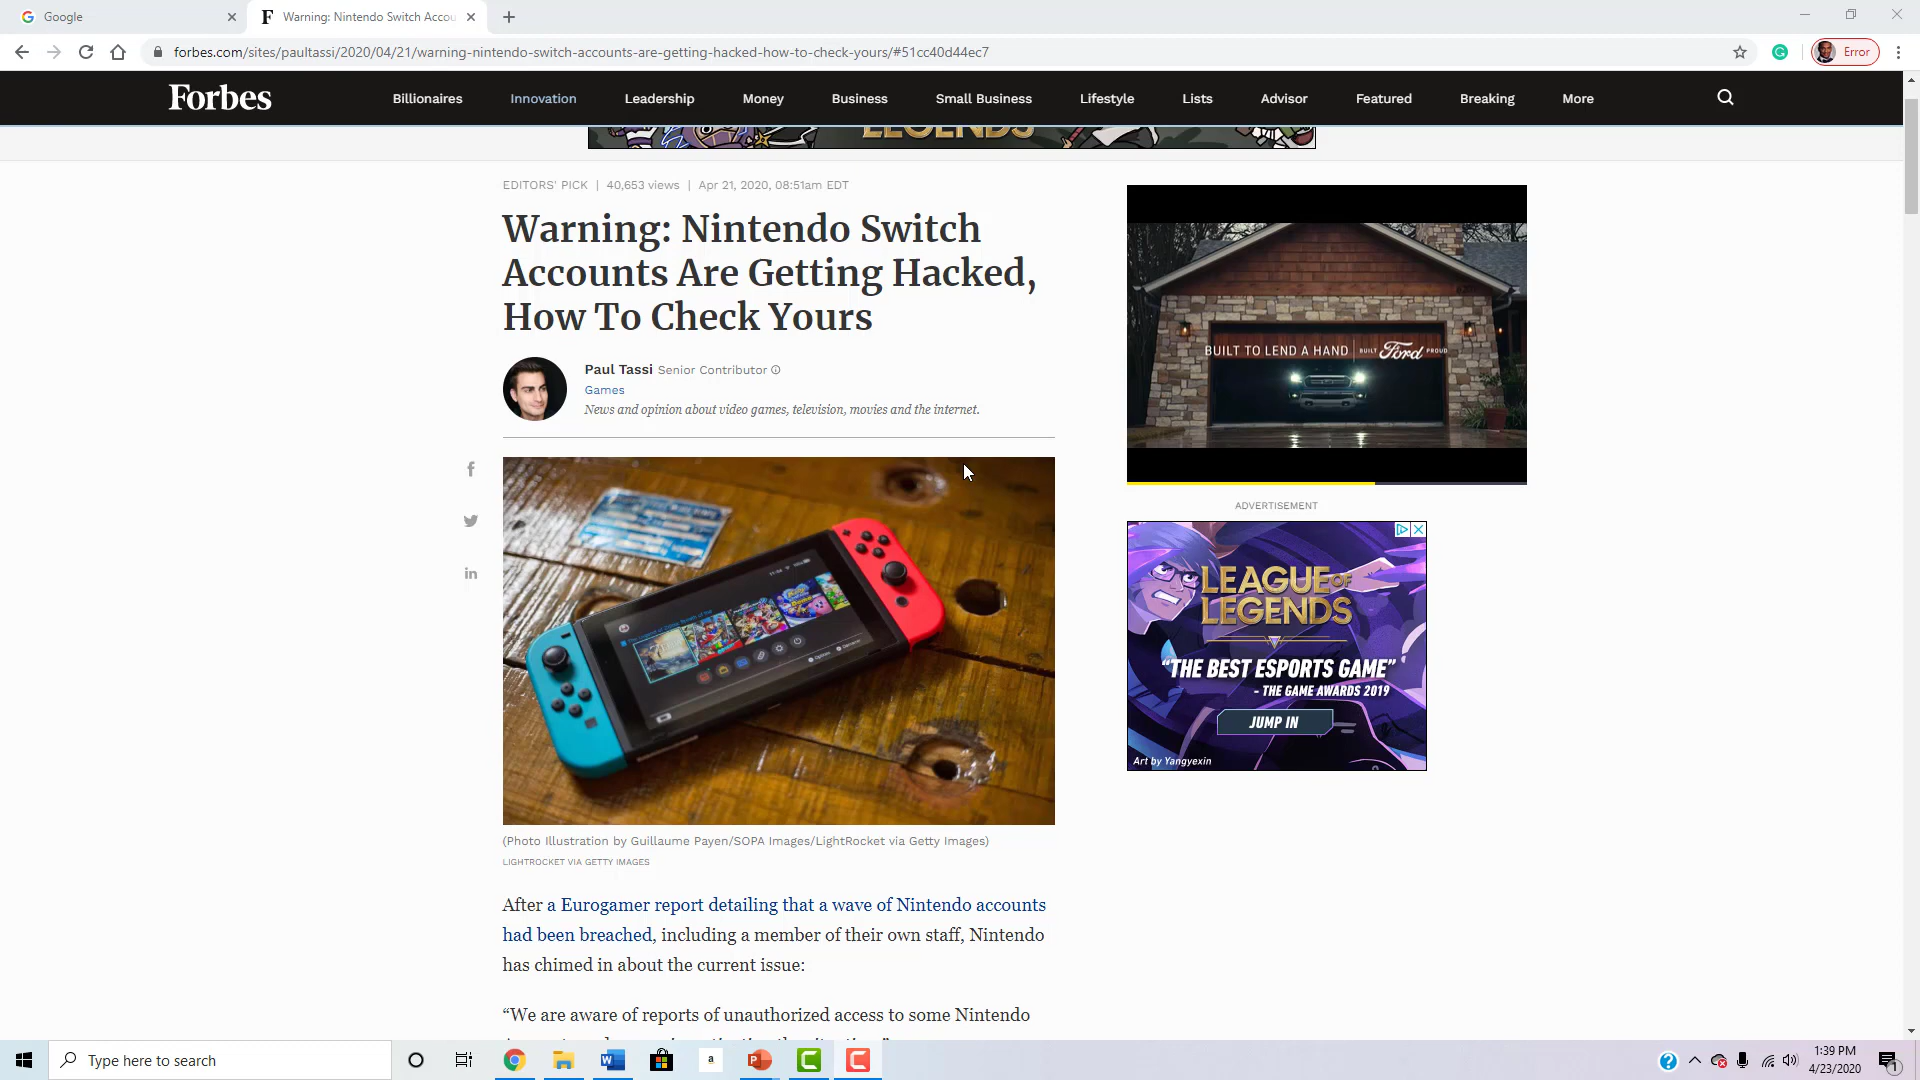 Google
Warning: Nintendo Switch Accou
forbes.com/sites/paultassi/2020/04/21/warning-nintendo-switch-accounts-are-getting-hacked-how-to-check-yours/#51cc40d44ec7
Error
Forbes
Billionaires
Innovation
Leadership
Money
Business
Small Business
Lifestyle
Lists
Advisor
Featured
Breaking
More
LEGENDS
EDITORS' PICK | 40,653 views | Apr 21, 2020, 08:51am EDT
Warning: Nintendo Switch
Accounts Are Getting Hacked,
How To Check Yours
Paul Tassi Senior Contributor
Games
News and opinion about video games, television, movies and the internet.
BUILT TO LEND A HAND | BUILT Ford PROUD
ADVERTISEMENT
LEAGUE OF
LEGENDS
“THE BEST ESPORTS GAME”
- THE GAME AWARDS 2019
JUMP IN
Art by Yangyexin
(Photo Illustration by Guillaume Payen/SOPA Images/LightRocket via Getty Images)
LIGHTROCKET VIA GETTY IMAGES
After a Eurogamer report detailing that a wave of Nintendo accounts
had been breached, including a member of their own staff, Nintendo
has chimed in about the current issue:
“We are aware of reports of unauthorized access to some Nintendo
Type here to search
1:39 PM
4/23/2020